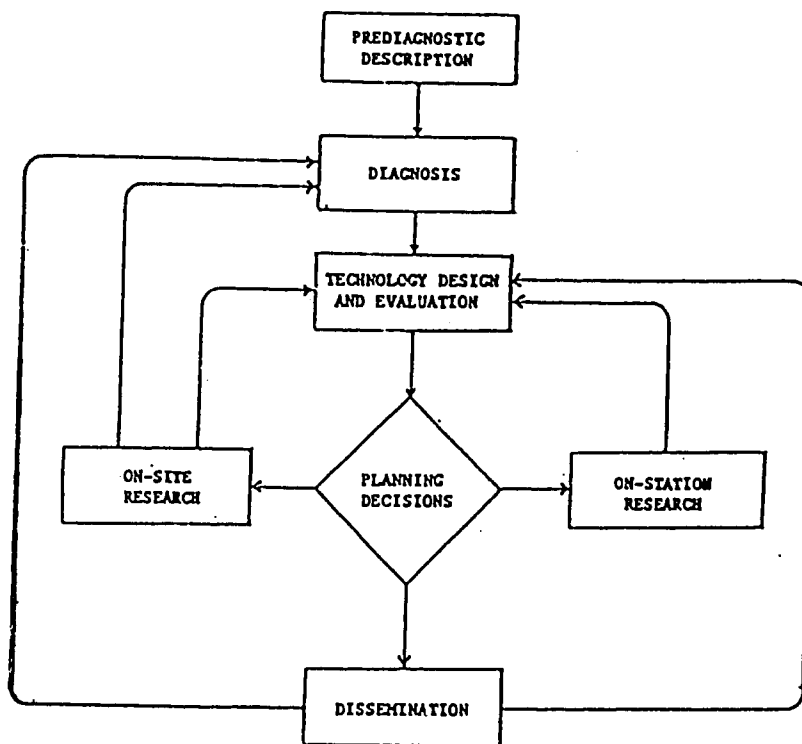 PREDIAGNOSTIC
DESCRIPTION
DIAGNOSIS
TECHNOLOGY DESIGN
AND EVALUATION
ON-SITE
RESEARCH
PLANNING
DECISIONS
ON-STATION
RESEARCH
DISSEMINATION